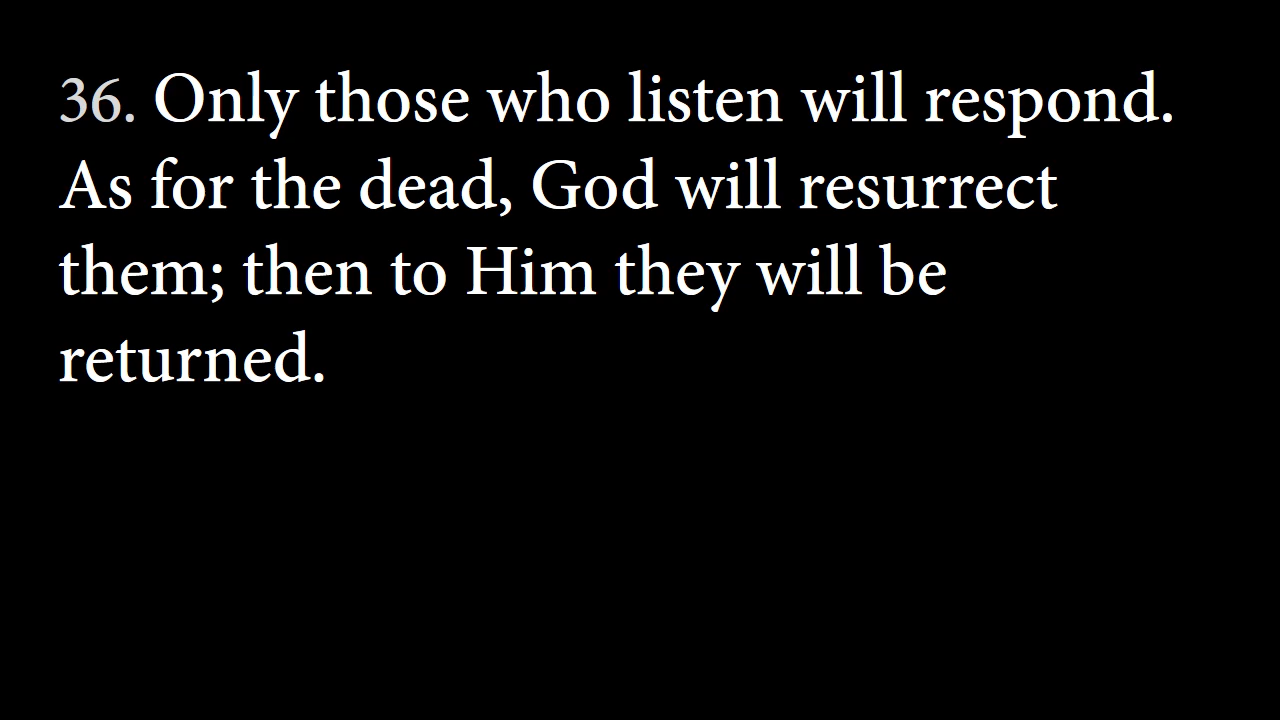 36. Only those who listen will respond.
As for the dead, God will resurrect
them; then to Him they will be
returned.